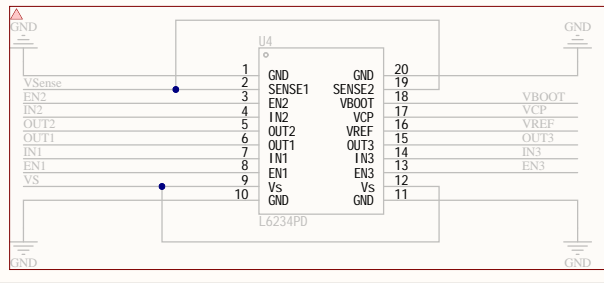 GND
GND
U4
1 GND GND 20
VSense 2 SENSE1 SENSE2 19
EN2 3 EN2 VBOOT 18 VBOOT
IN2 4 IN2 VCP 17 VCP
OUT2 5 OUT2 VREF 16 VREF
OUT1 6 OUT1 OUT3 15 OUT3
IN1 7 IN1 IN3 14 IN3
EN1 8 EN1 EN3 13 EN3
VS 9 Vs Vs 12
10 GND GND 11
L6234PD
GND
GND